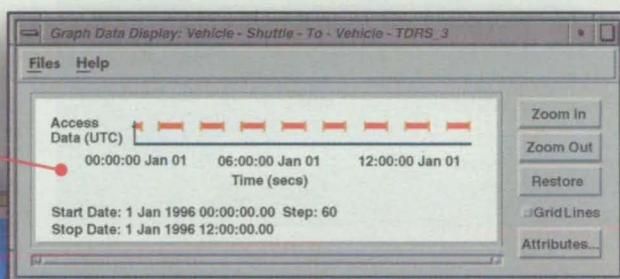 Graph Data Display: Vehicle - Shuttle - To - Vehicle - TDRS_3
Files Help
Access
Data (UTC)
00:00:00 Jan 01 06:00:00 Jan 01 12:00:00 Jan 01
Time (secs)
Start Date: 1 Jan 1996 00:00:00.00 Step: 60
Stop Date: 1 Jan 1996 12:00:00.00
Zoom In
Zoom Out
Restore
GridLines
Attributes...